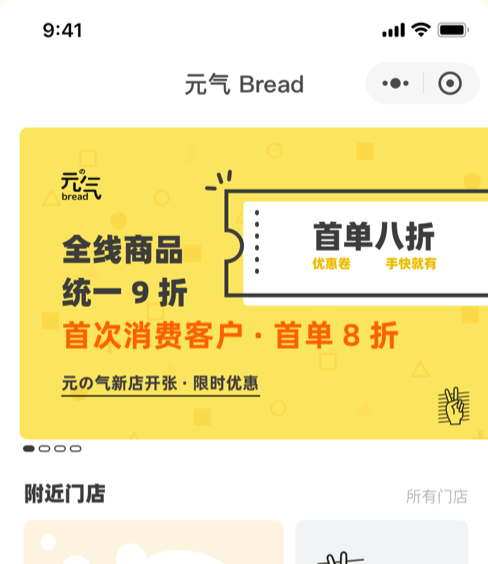 9:41
元气 Bread
元の气
bread
全线商品
统一 9 折
首次消费客户 · 首单 8 折
元の气新店开张 · 限时优惠
首单八折
优惠卷 手快就有
附近门店
所有门店